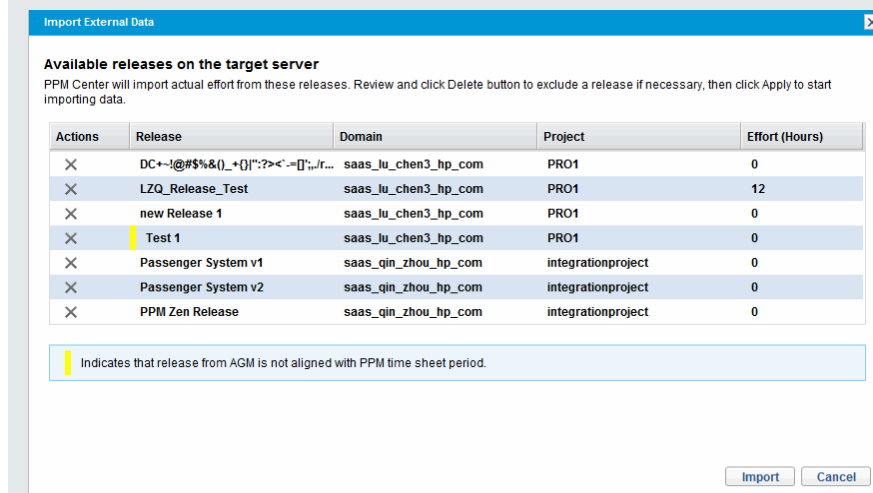 Import External Data
Available releases on the target server
PPM Center will import actual effort from these releases. Review and click Delete button to exclude a release if necessary, then click Apply to start
importing data.
Actions Release Domain Project Effort (Hours)
DC+~!@#$%&()_+{}|":?><`-=[]';,./r... saas_lu_chen3_hp_com PRO1 0
LZQ_Release_Test saas_lu_chen3_hp_com PRO1 12
new Release 1 saas_lu_chen3_hp_com PRO1 0
Test 1 saas_lu_chen3_hp_com PRO1 0
Passenger System v1 saas_qin_zhou_hp_com integrationproject 0
Passenger System v2 saas_qin_zhou_hp_com integrationproject 0
PPM Zen Release saas_qin_zhou_hp_com integrationproject 0
Indicates that release from AGM is not aligned with PPM time sheet period.
Import Cancel